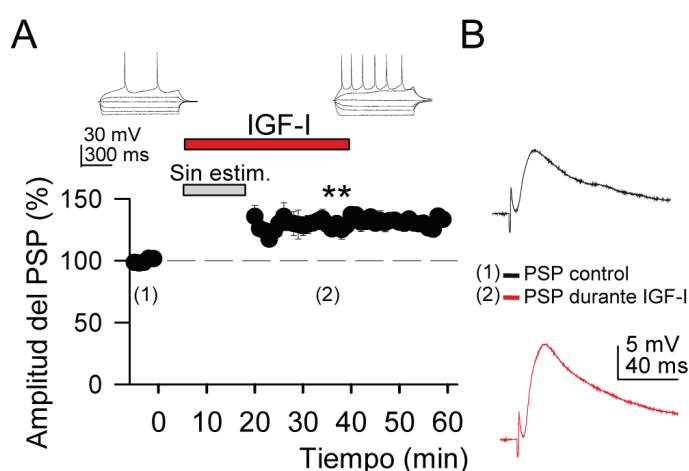 A
B
30 mV
300 ms
IGF-I
Sin estim.
**
Amplitud del PSP (%)
150
100
50
0
(1)
(2)
0
10
20
30
40
50
60
Tiempo (min)
(1) PSP control
(2) PSP durante IGF-I
5 mV
40 ms